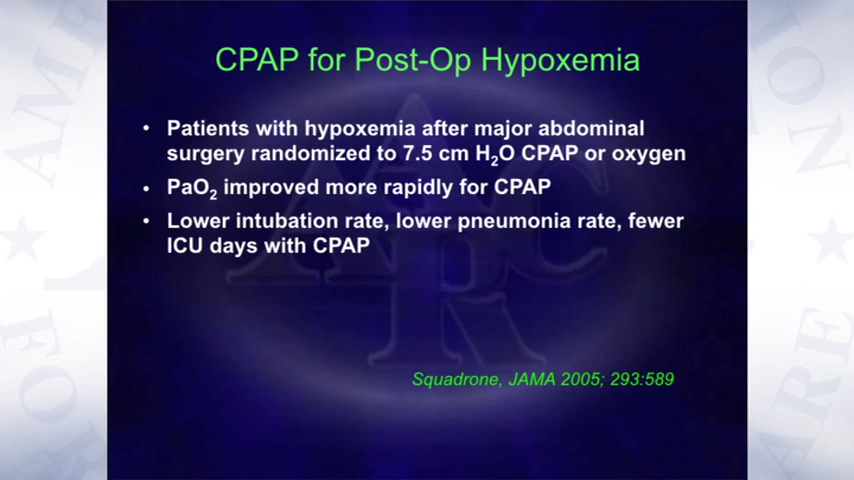 CPAP for Post-Op Hypoxemia
• Patients with hypoxemia after major abdominal
surgery randomized to 7.5 cm H₂O CPAP or oxygen
• PaO₂ improved more rapidly for CPAP
• Lower intubation rate, lower pneumonia rate, fewer
ICU days with CPAP
Squadrone, JAMA 2005; 293:589